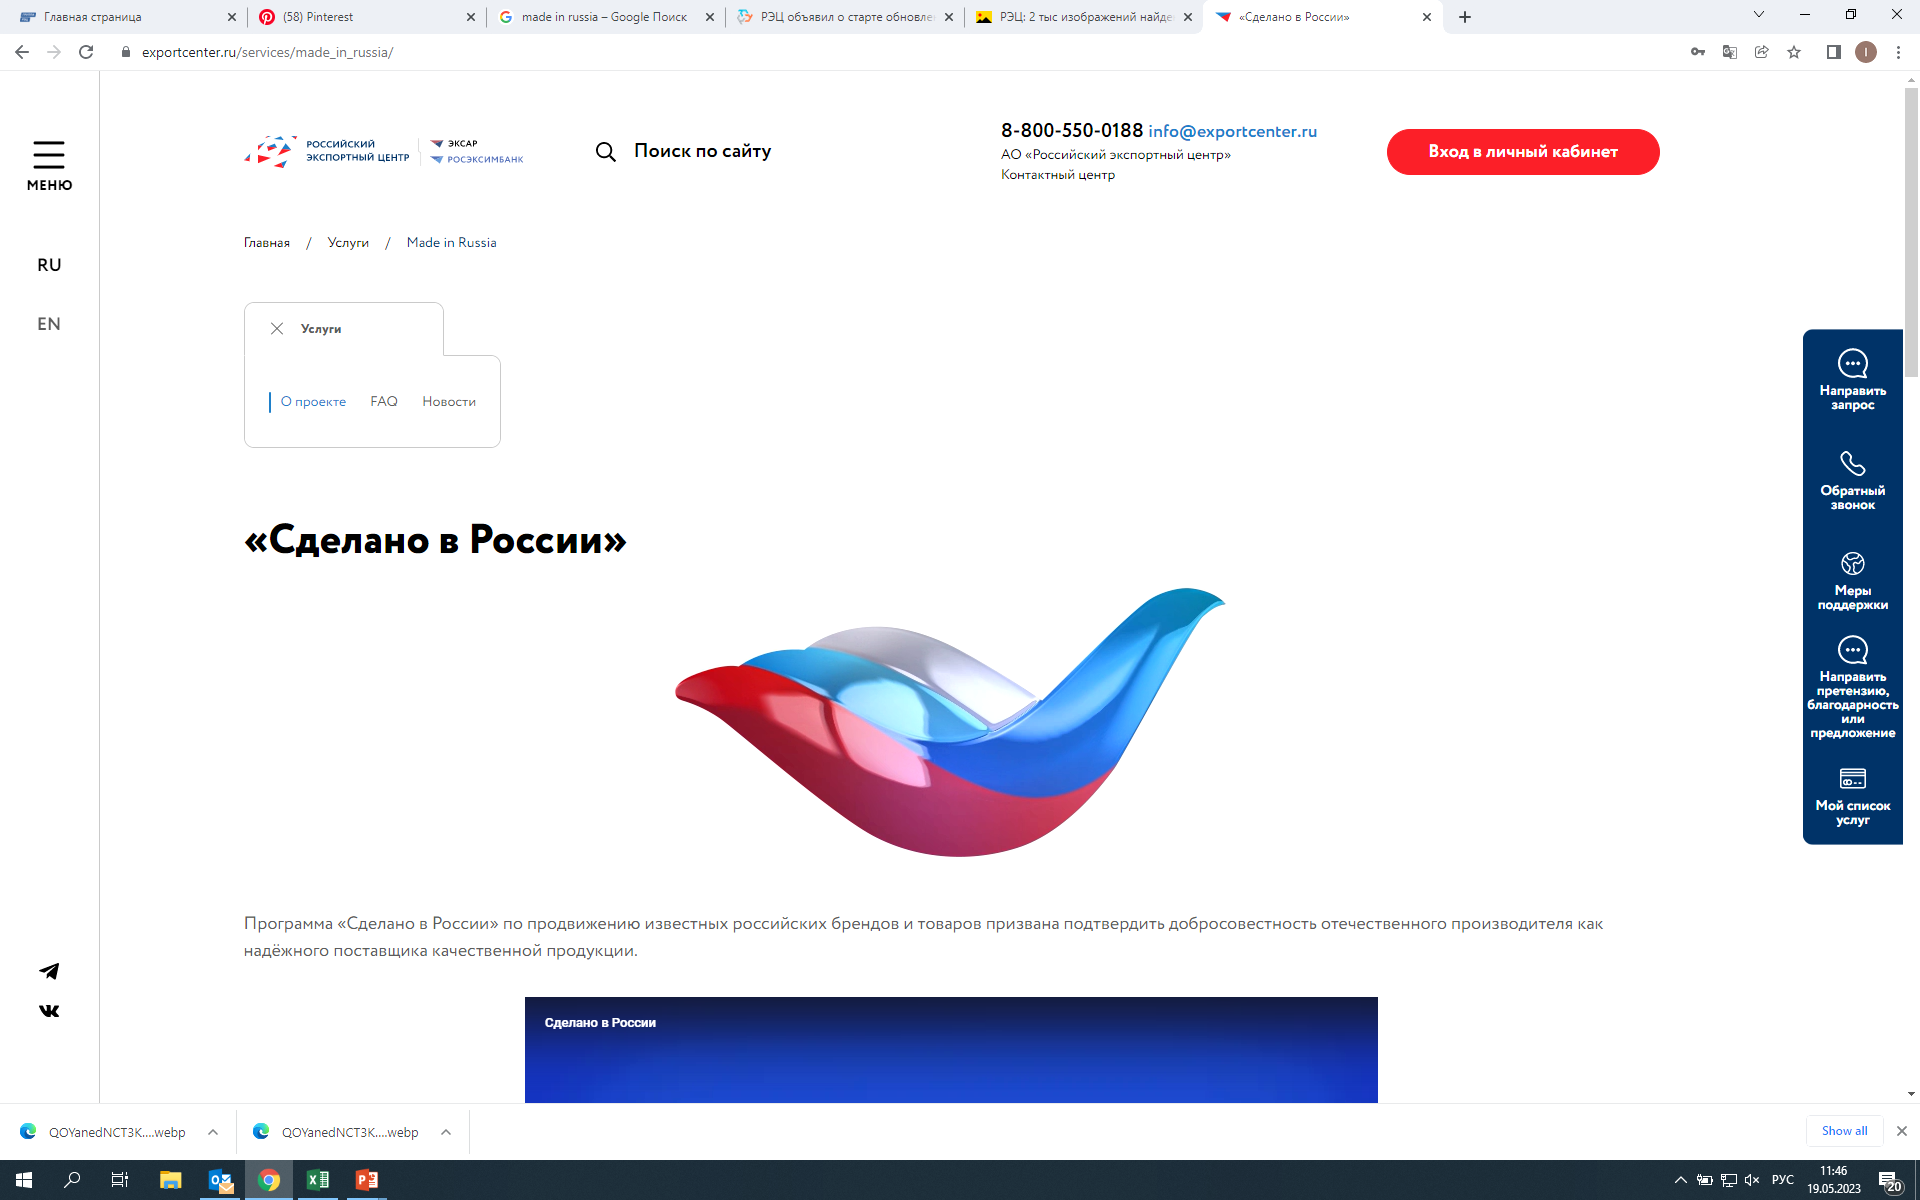 Главная страница
(58) Pinterest
made in russia – Google Поиск
РЭЦ объявил о старте обновле
РЭЦ: 2 тыс изображений найде
«Сделано в России»
exportcenter.ru/services/made_in_russia/
I
МЕНЮ
RU
EN
РОССИЙСКИЙ
ЭКСПОРТНЫЙ ЦЕНТР
ЭКСАР
РОСЭКСИМБАНК
Поиск по сайту
8-800-550-0188 info@exportcenter.ru
АО «Российский экспортный центр»
Контактный центр
Вход в личный кабинет
Главная / Услуги / Made in Russia
Услуги
О проекте FAQ Новости
«Сделано в России»
Направить
запрос
Обратный
звонок
Меры
поддержки
Направить
претензию,
благодарность
или
предложение
Мой список
услуг
Программа «Сделано в России» по продвижению известных российских брендов и товаров призвана подтвердить добросовестность отечественного производителя как
надёжного поставщика качественной продукции.
Сделано в России
QOYanedNCT3K....webp
QOYanedNCT3K....webp
Show all
РУС
11:46
19.05.2023
20